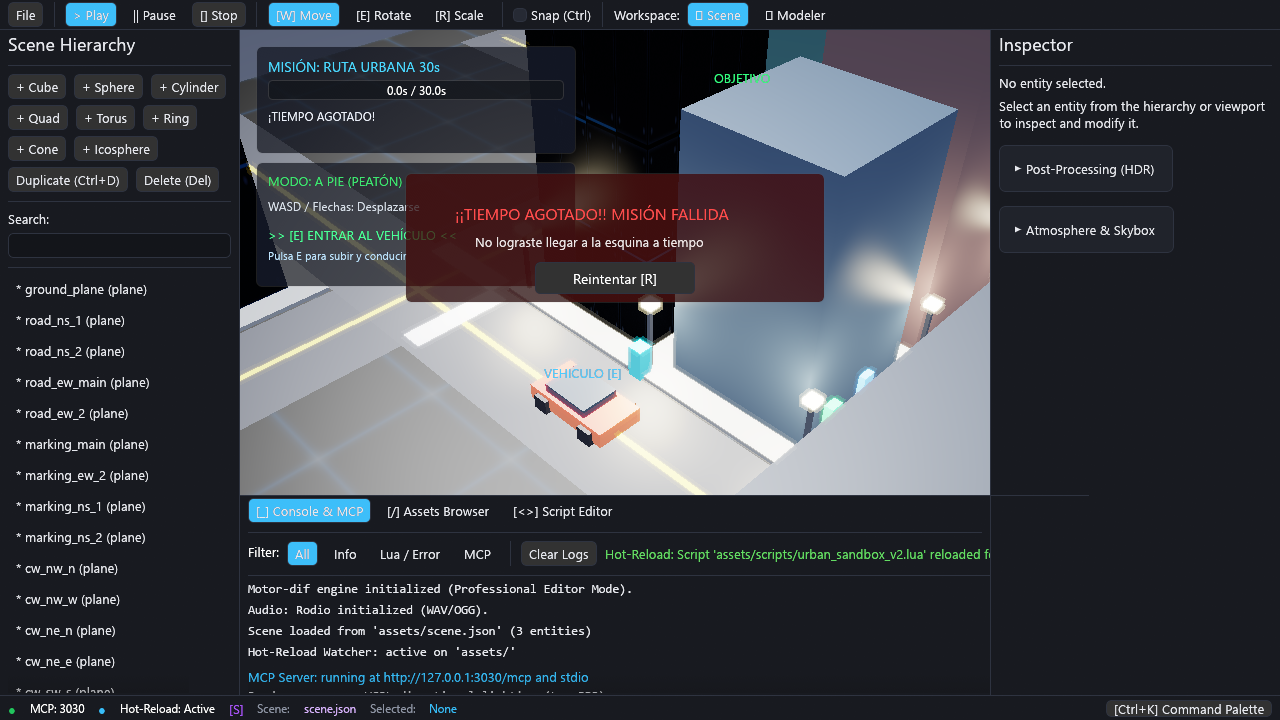 File
> Play
|| Pause
[] Stop
[W] Move
[E] Rotate
[R] Scale
Snap (Ctrl)
Workspace:
Scene
Modeler
Scene Hierarchy
+ Cube
+ Sphere
+ Cylinder
+ Quad
+ Torus
+ Ring
+ Cone
+ Icosphere
Duplicate (Ctrl+D)
Delete (Del)
Search:
* ground_plane (plane)
* road_ns_1 (plane)
* road_ns_2 (plane)
* road_ew_main (plane)
* road_ew_2 (plane)
* marking_main (plane)
* marking_ew_2 (plane)
* marking_ns_1 (plane)
* marking_ns_2 (plane)
* cw_nw_n (plane)
* cw_nw_w (plane)
* cw_ne_n (plane)
* cw_ne_e (plane)
* cw_sw_s (plane)
MISIÓN: RUTA URBANA 30s
0.0s / 30.0s
¡TIEMPO AGOTADO!
MODO: A PIE (PEATÓN)
WASD / Flechas: Desplazarse
>> [E] ENTRAR AL VEHÍCULO <<
Pulsa E para subir y conducir
OBJETIVO
¡¡TIEMPO AGOTADO!! MISIÓN FALLIDA
No lograste llegar a la esquina a tiempo
Reintentar [R]
VEHICULO [E]
Inspector
No entity selected.
Select an entity from the hierarchy or viewport
to inspect and modify it.
Post-Processing (HDR)
Atmosphere & Skybox
[_] Console & MCP
[/] Assets Browser
[<>] Script Editor
Filter:
All
Info
Lua / Error
MCP
Clear Logs
Hot-Reload: Script 'assets/scripts/urban_sandbox_v2.lua' reloaded
Motor-dif engine initialized (Professional Editor Mode).
Audio: Rodio initialized (WAV/OGG).
Scene loaded from 'assets/scene.json' (3 entities)
Hot-Reload Watcher: active on 'assets/'
MCP Server: running at http://127.0.0.1:3030/mcp and stdio
MCP: 3030
Hot-Reload: Active
[S]
Scene:
scene.json
Selected:
None
[Ctrl+K] Command Palette